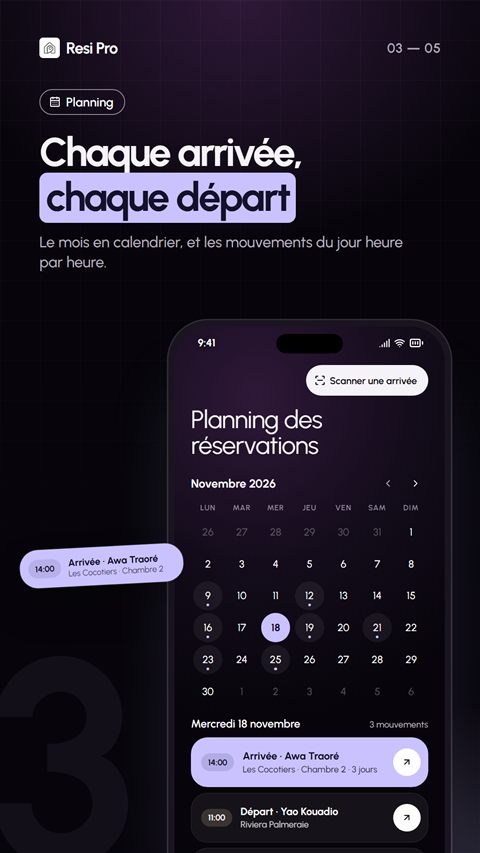 Resi Pro
03 — 05
Planning
Chaque arrivée,
chaque départ
Le mois en calendrier, et les mouvements du jour heure
par heure.
9:41
Scanner une arrivée
Planning des
réservations
Novembre 2026
LUN MAR MER JEU VEN SAM DIM
26 27 28 29 30 31 1
2 3 4 5 6 7 8
9 10 11 12 13 14 15
16 17 18 19 20 21 22
23 24 25 26 27 28 29
30 1 2 3 4 5 6
14:00
Arrivée · Awa Traoré
Les Cocotiers · Chambre 2
3
Mercredi 18 novembre
3 mouvements
14:00
Arrivée · Awa Traoré
Les Cocotiers · Chambre 2 · 3 jours
11:00
Départ · Yao Kouadio
Riviera Palmeraie